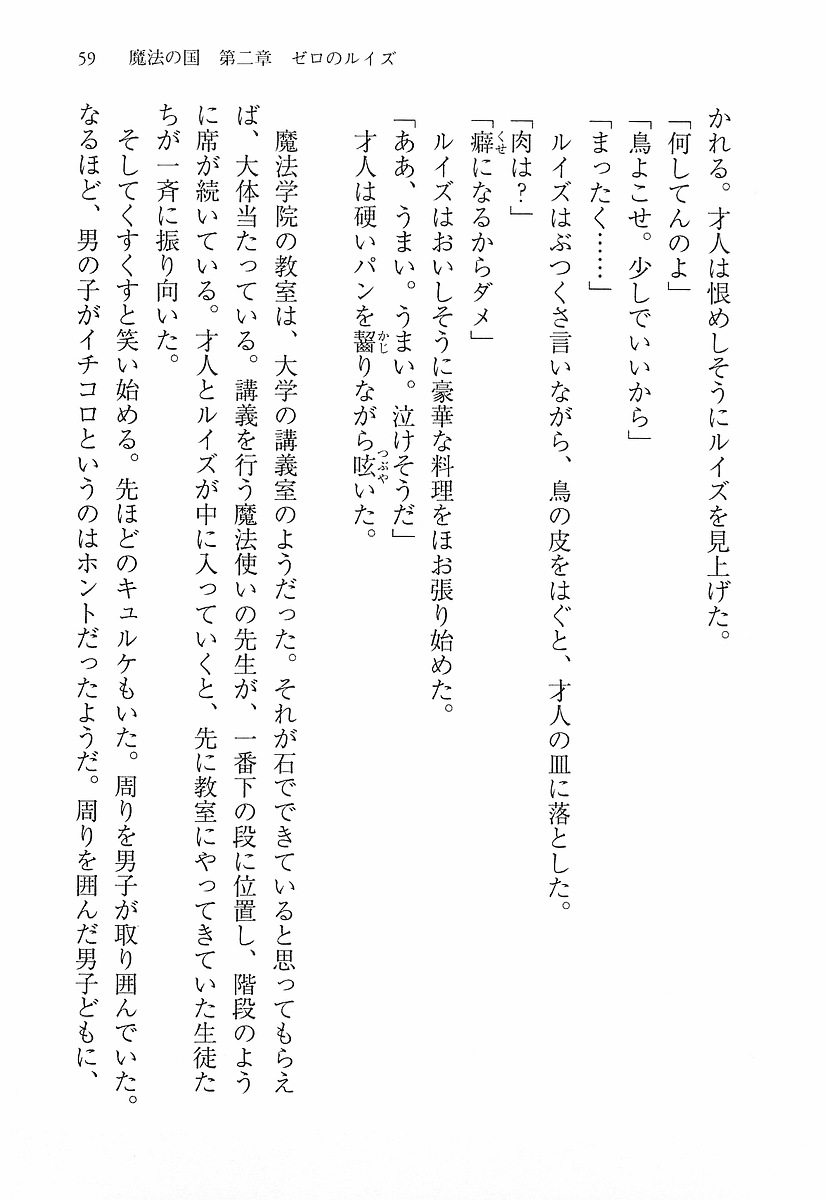 59　魔法の国　第二章　ゼロのルイズ
かれる。才人は恨めしそうにルイズを見上げた。
「何してんのよ」
「鳥よこせ。少しでいいから」
「まったく……」
　ルイズはぶつくさ言いながら、鳥の皮をはぐと、才人の皿に落とした。
「肉は？」
「癖になるからダメ」
　ルイズはおいしそうに豪華な料理をほお張り始めた。
「ああ、うまい。うまい。泣けそうだ」
　才人は硬いパンを齧りながら呟いた。
　魔法学院の教室は、大学の講義室のようだった。それが石でできていると思ってもらえ
ば、大体当たっている。講義を行う魔法使いの先生が、一番下の段に位置し、階段のよう
に席が続いている。才人とルイズが中に入っていくと、先に教室にやってきていた生徒た
ちが一斉に振り向いた。
　そしてくすくすと笑い始める。先ほどのキュルケもいた。周りを男子が取り囲んでいた。
なるほど、男の子がイチコロというのはホントだったようだ。周りを囲んだ男子どもに、